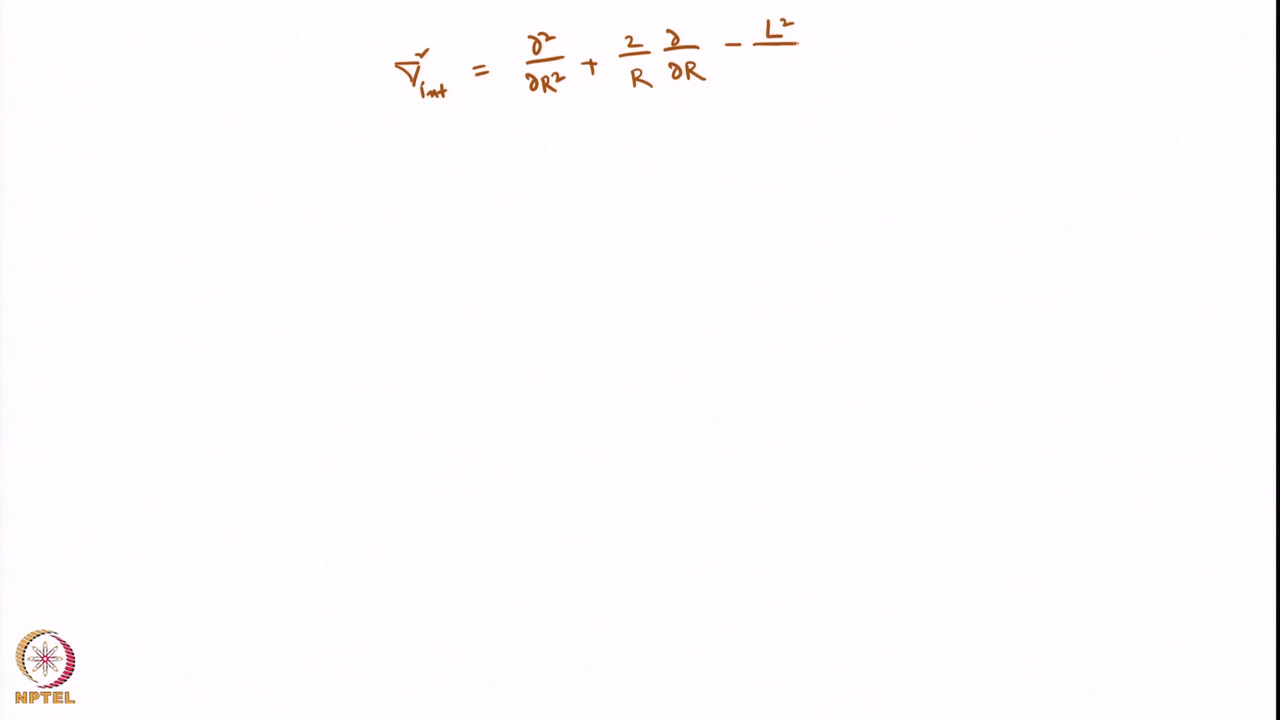 ∇²_int = ∂²/∂R² + 2/R ∂/∂R - L²/
NPTEL